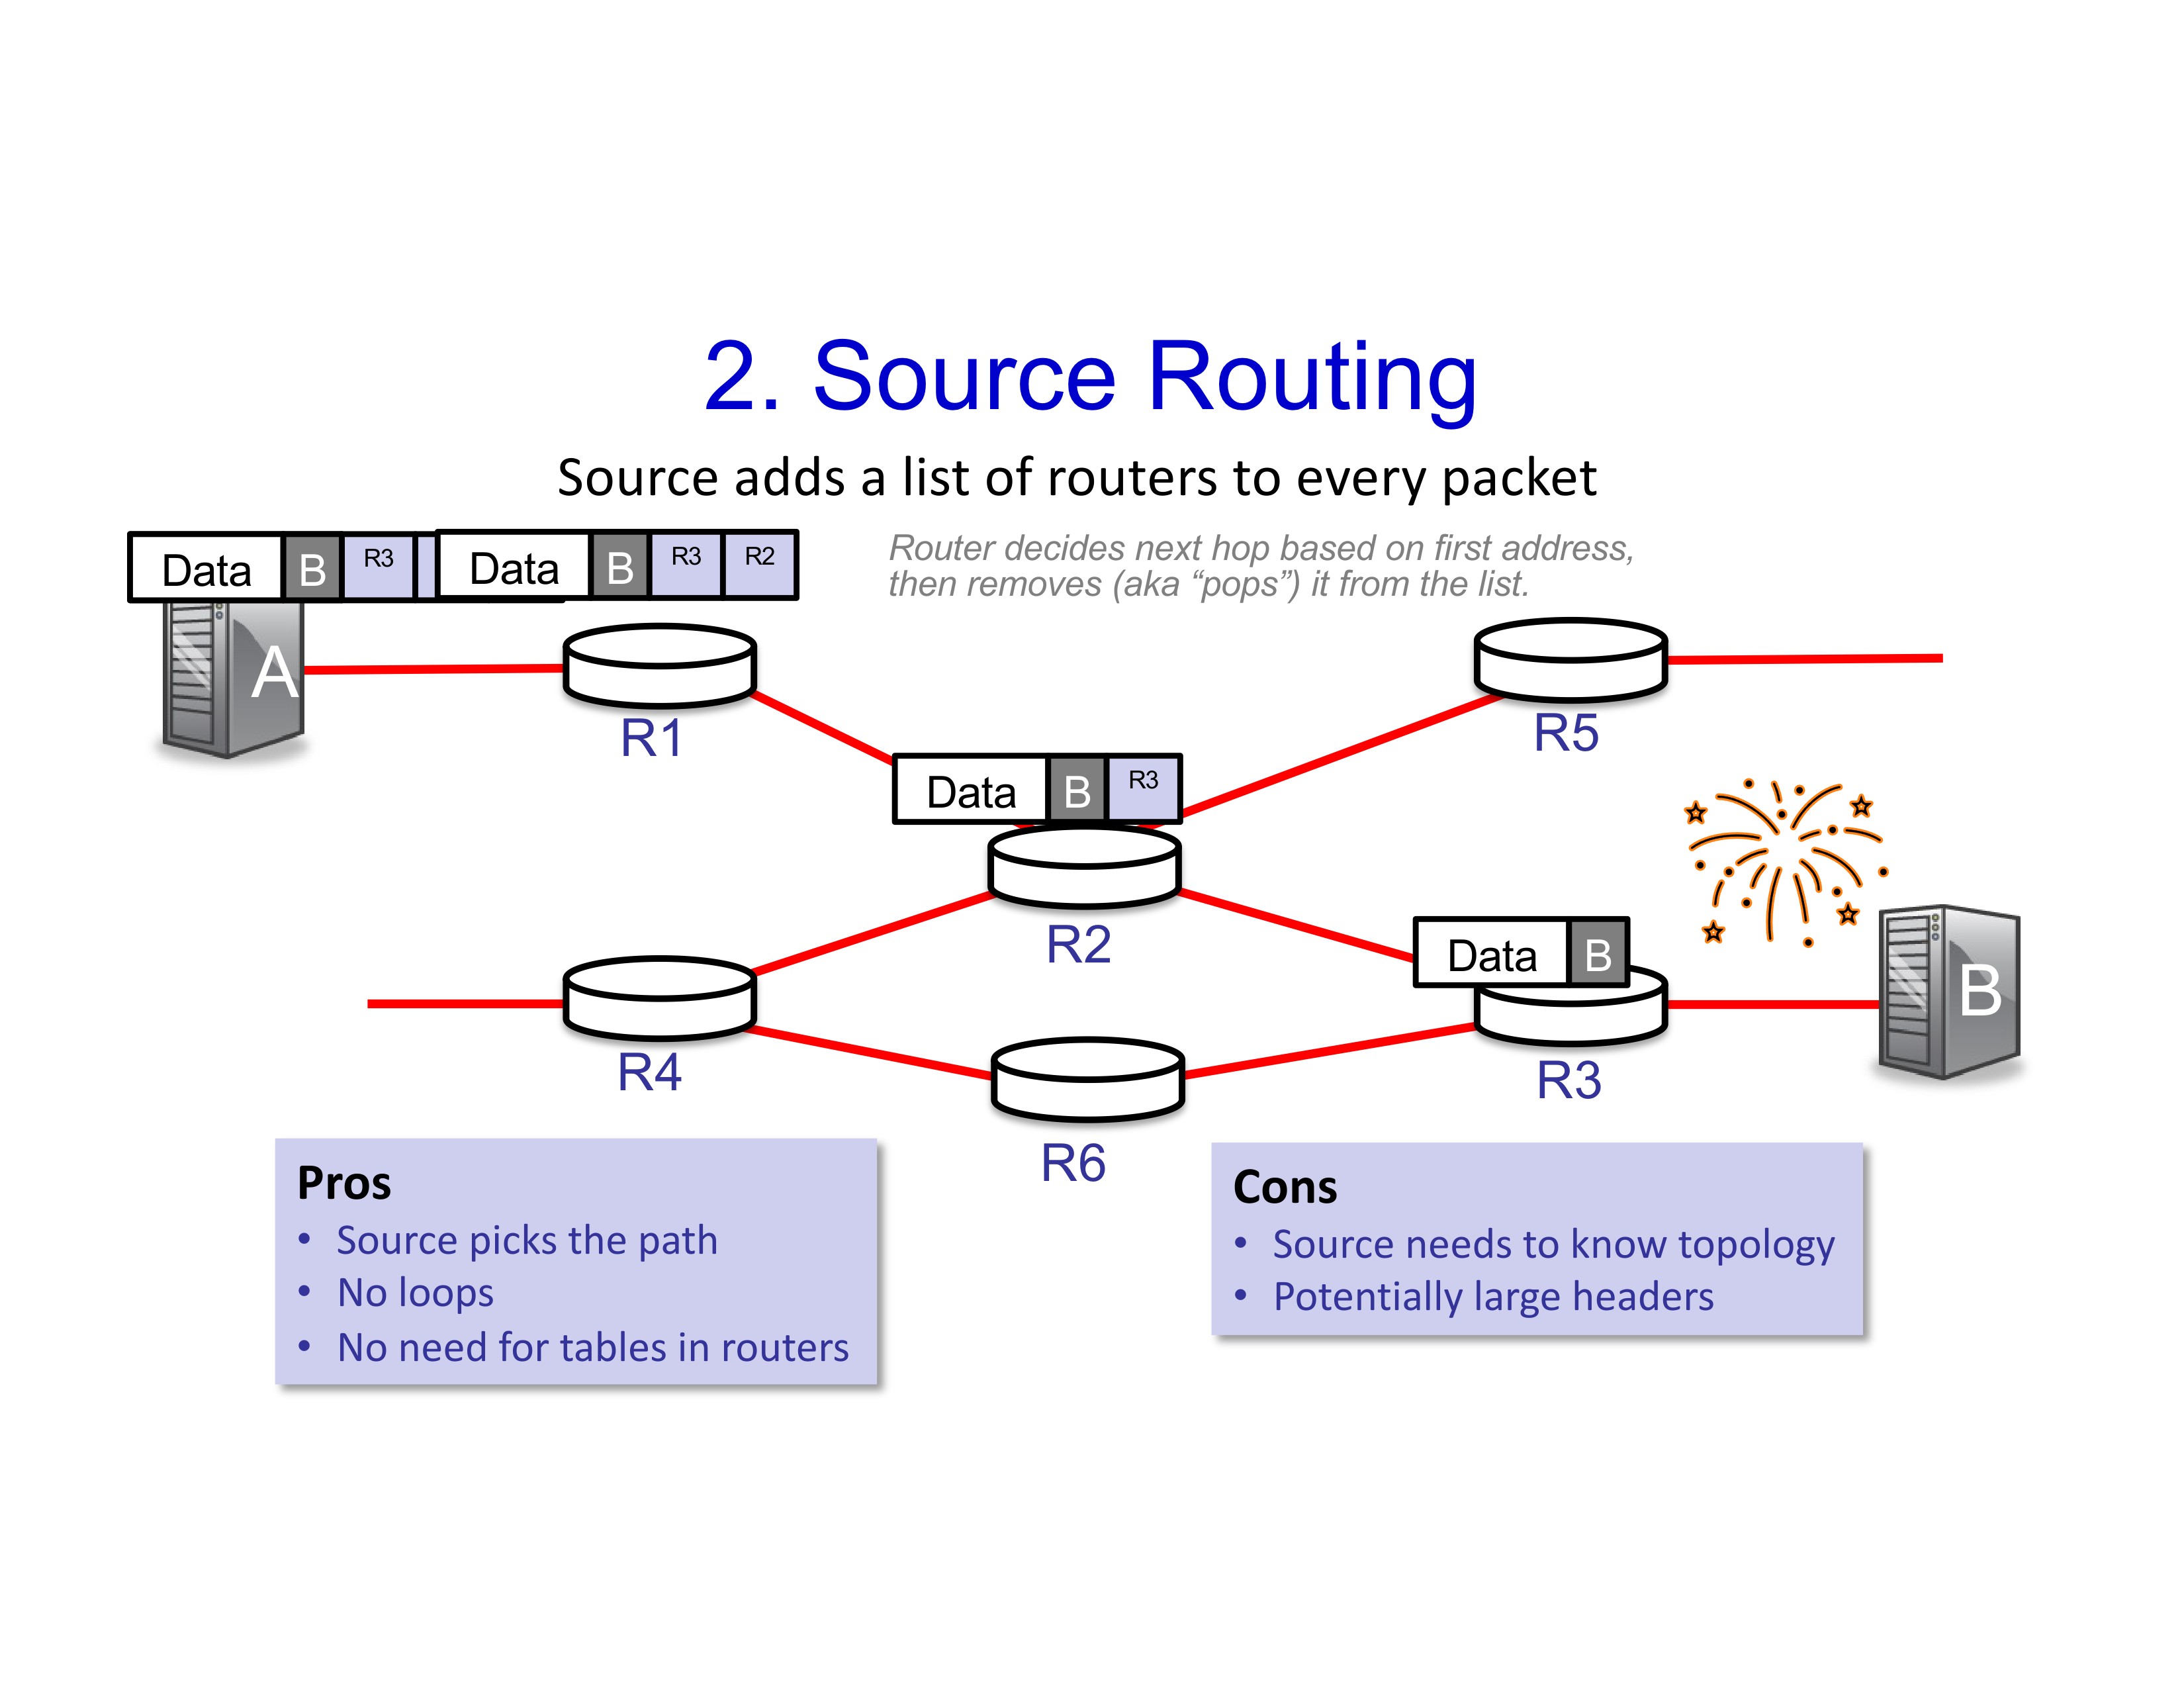 2. Source Routing
Source adds a list of routers to every packet
Data B R3
Data B R3 R2
Router decides next hop based on first address,
then removes (aka “pops”) it from the list.
A
R1
R5
Data B R3
R2
Data B
B
R4
R3
R6
Pros
• Source picks the path
• No loops
• No need for tables in routers
Cons
• Source needs to know topology
• Potentially large headers